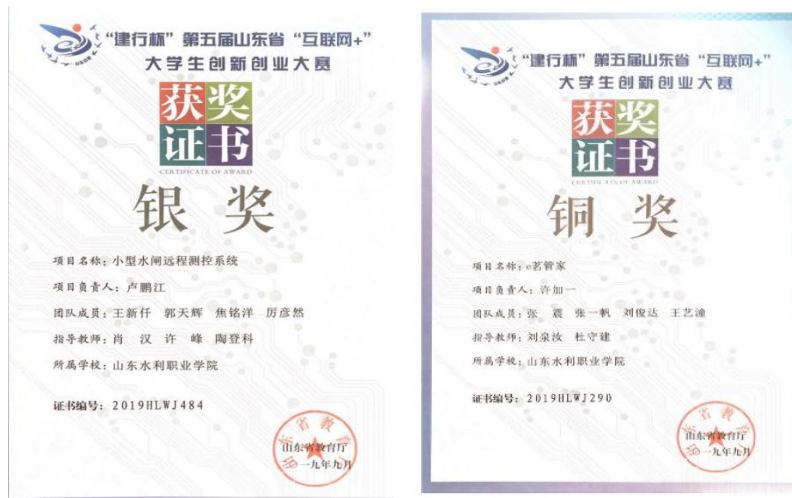 “建行杯”第五届山东省“互联网+”
大学生创新创业大赛
获奖
证书
CERTIFICATE OF AWARD
银奖
项目名称：小型水闸远程测控系统
项目负责人：卢鹏江
团队成员：王新仟 郭天辉 焦铭洋 厉彦然
指导教师：肖汉 许峰 陶登科
所属学校：山东水利职业学院
证书编号：2019HLWJ484
山东省教育厅
二〇一九年九月
“建行杯”第五届山东省“互联网+”
大学生创新创业大赛
获奖
证书
CERTIFICATE OF AWARD
铜奖
项目名称：e茗管家
项目负责人：许加一
团队成员：张震 张一帆 刘俊达 王艺潼
指导教师：刘泉汝 杜守建
所属学校：山东水利职业学院
证书编号：2019HLWJ290
山东省教育厅
二〇一九年九月